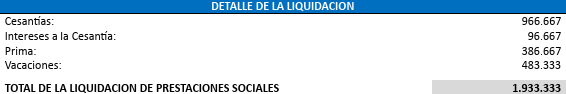 DETALLE DE LA LIQUIDACION
Cesantías: 966.667
Intereses a la Cesantía: 96.667
Prima: 386.667
Vacaciones: 483.333
TOTAL DE LA LIQUIDACION DE PRESTACIONES SOCIALES 1.933.333